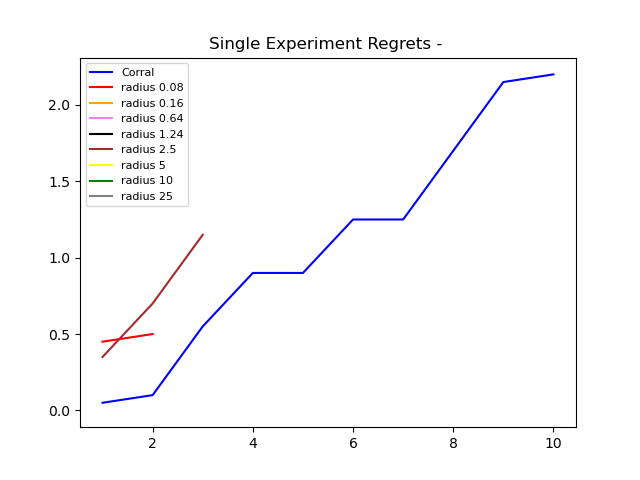 Single Experiment Regrets -
Corral
radius 0.08
radius 0.16
radius 0.64
radius 1.24
radius 2.5
radius 5
radius 10
radius 25
2.0
1.5
1.0
0.5
0.0
2 4 6 8 10